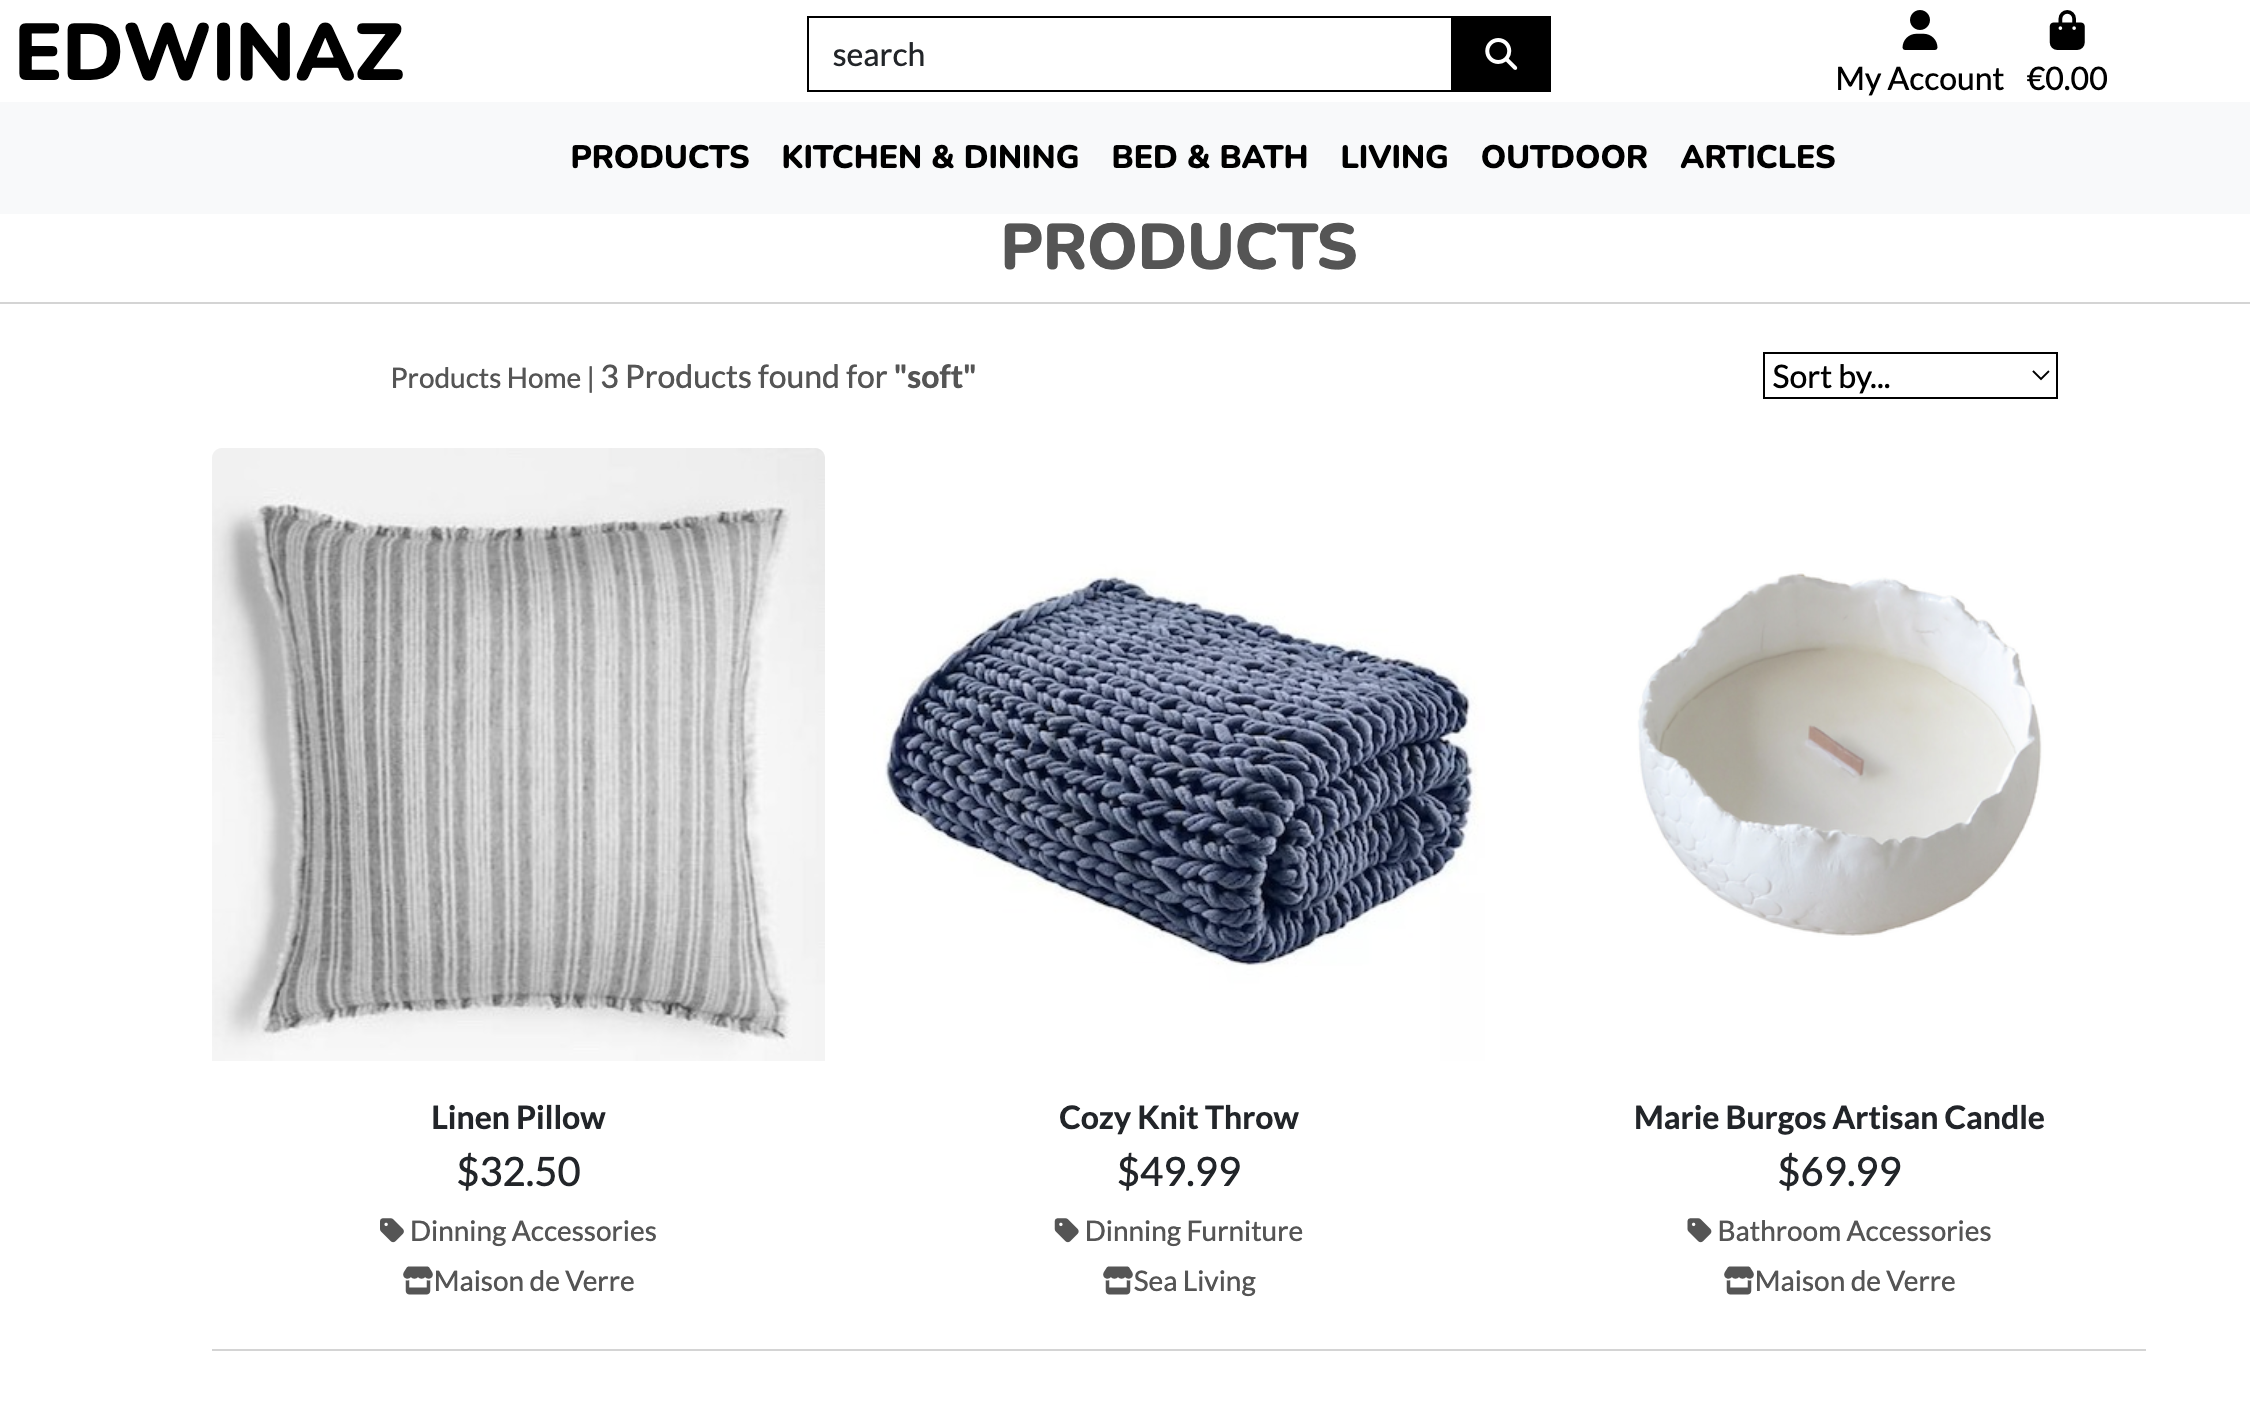 EDWINAZ
search
My Account €0.00
PRODUCTS KITCHEN & DINING BED & BATH LIVING OUTDOOR ARTICLES
PRODUCTS
Products Home | 3 Products found for "soft"
Sort by...
Linen Pillow
$32.50
Dinning Accessories
Maison de Verre
Cozy Knit Throw
$49.99
Dinning Furniture
Sea Living
Marie Burgos Artisan Candle
$69.99
Bathroom Accessories
Maison de Verre